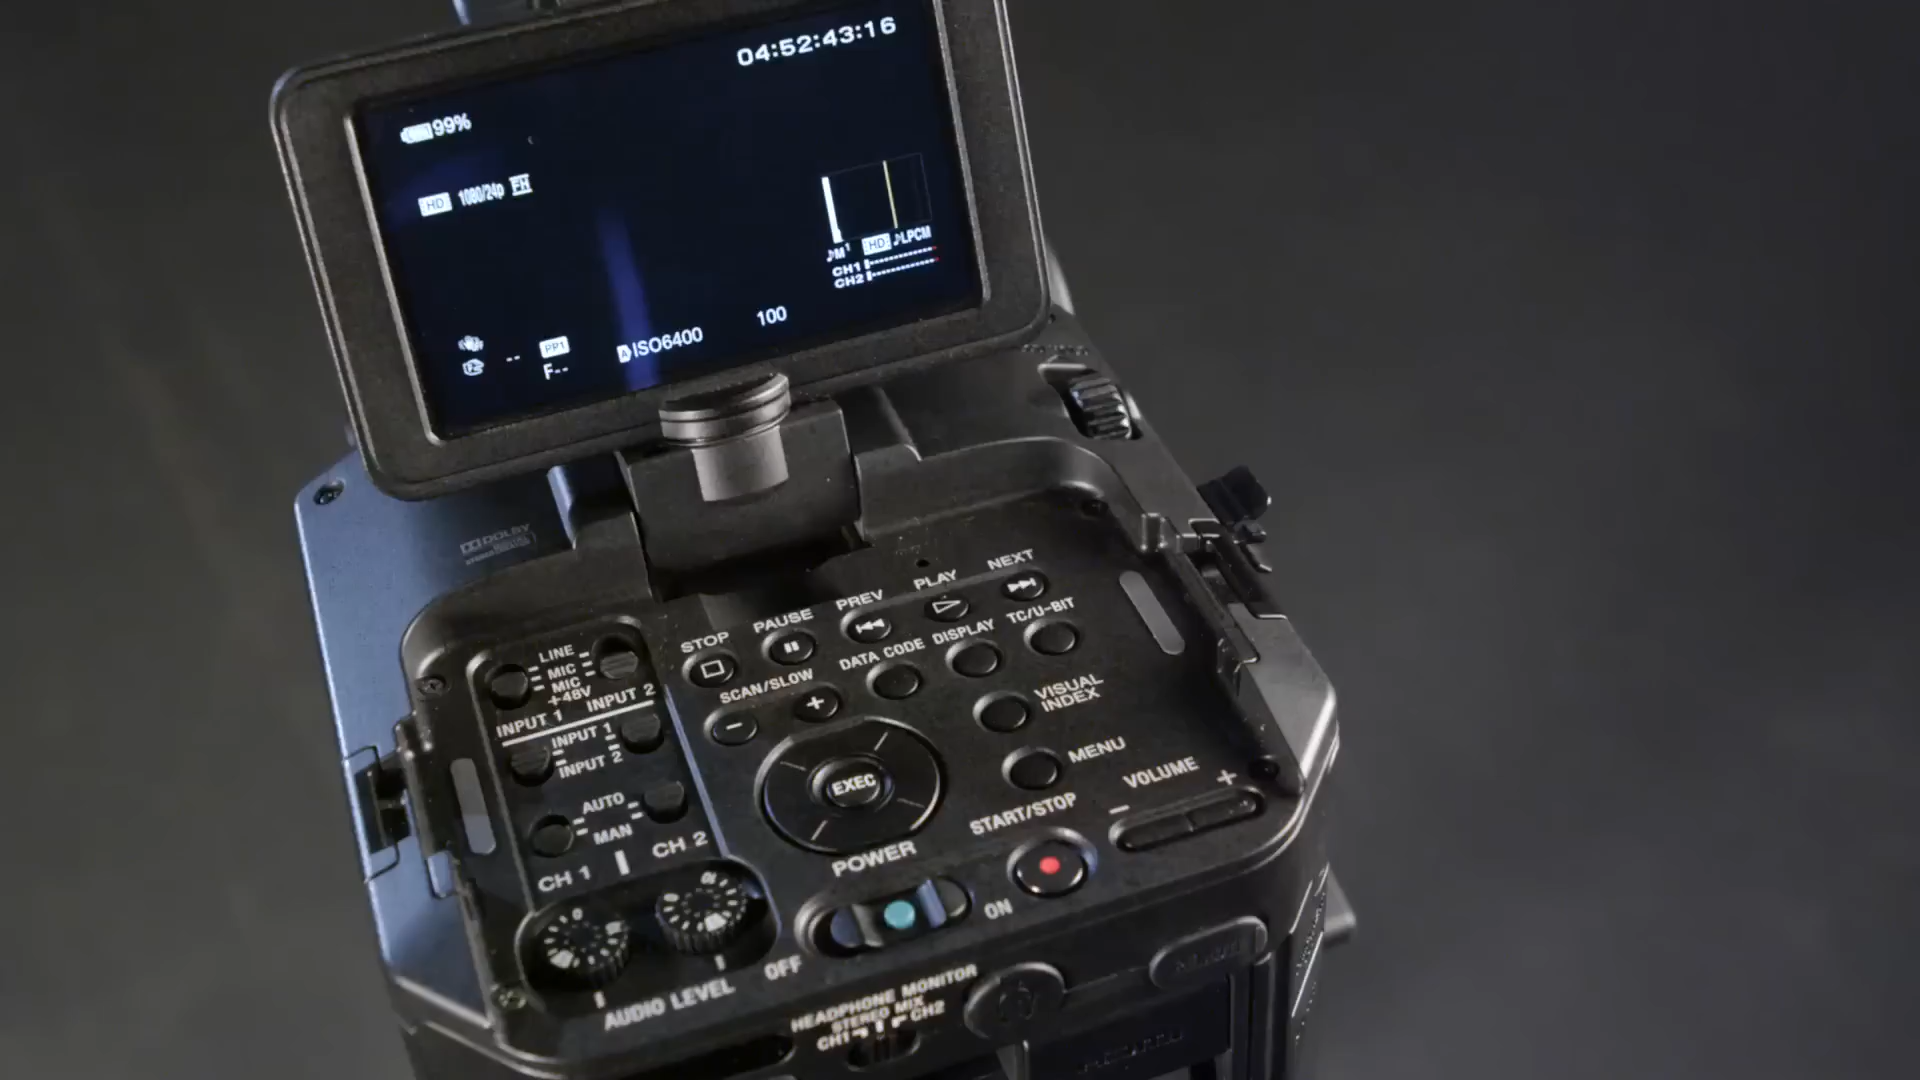 04:52:43:16
99%
HD 1080/24p FH
M1 HD LPCM
CH1
CH2
100
-- PP1 A ISO6400
F--
DOLBY
NEXT
PLAY
PREV
PAUSE
STOP
TC/U-BIT
DISPLAY
DATA CODE
SCAN/SLOW
- +
VISUAL
INDEX
LINE
MIC
MIC
+48V
INPUT 1 INPUT 2
INPUT 1
INPUT 2
AUTO
MAN
CH 1 CH 2
EXEC
MENU
VOLUME
- +
START/STOP
POWER
OFF ON
AUDIO LEVEL
HEADPHONE MONITOR
STEREO MIX
CH1 CH2